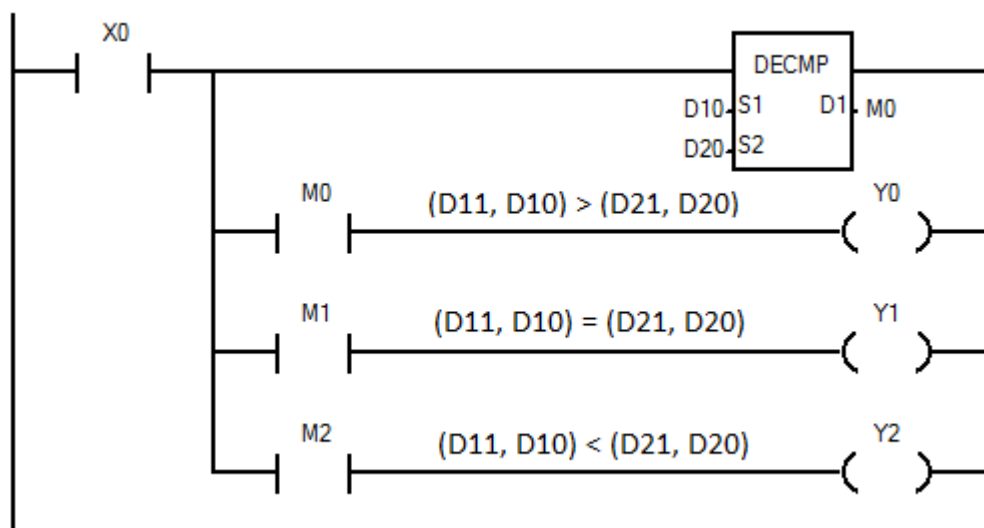 X0
DECMP
D10 S1 D1 M0
D20 S2
M0 (D11, D10) > (D21, D20) Y0
M1 (D11, D10) = (D21, D20) Y1
M2 (D11, D10) < (D21, D20) Y2